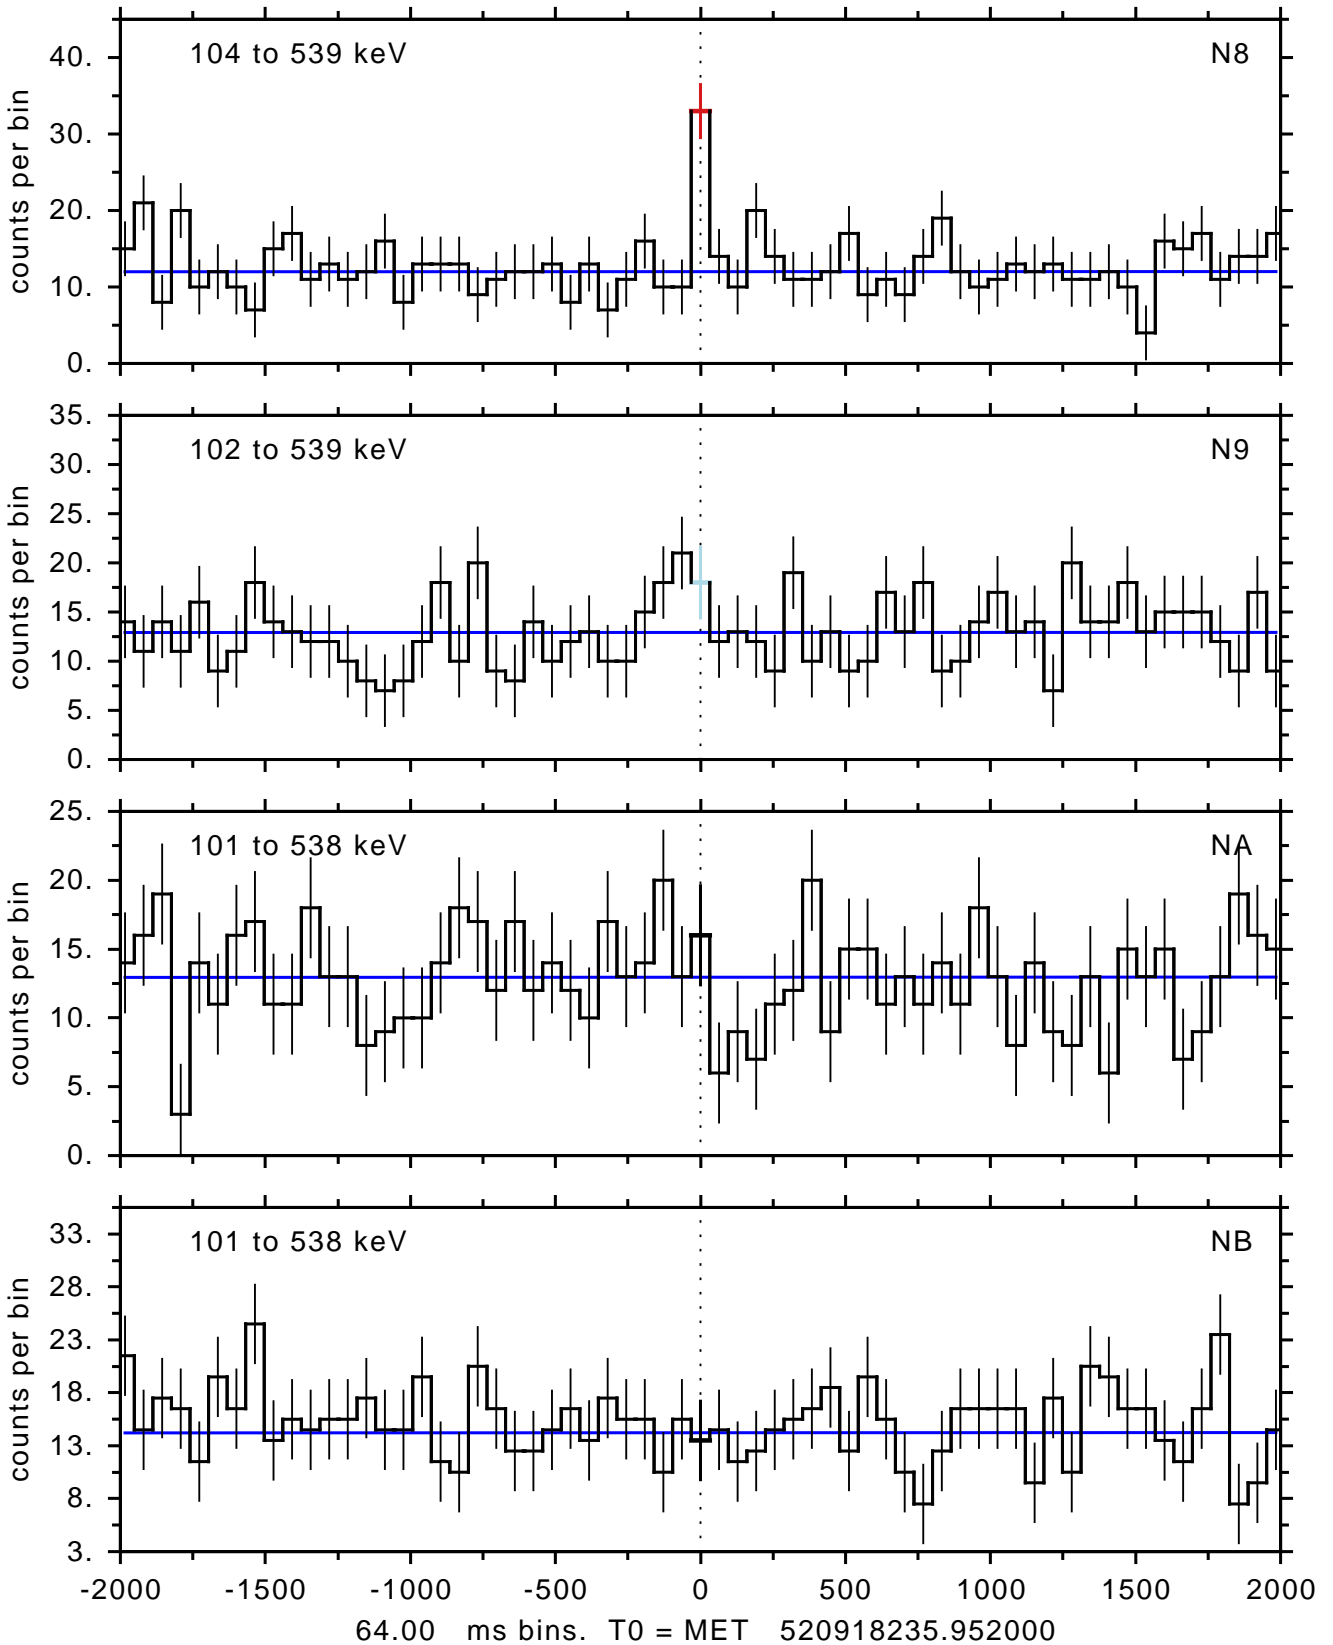 104 to 539 keV N8
40.
30.
20.
10.
0.
counts per bin
102 to 539 keV N9
35.
30.
25.
20.
15.
10.
5.
0.
counts per bin
101 to 538 keV NA
25.
20.
15.
10.
5.
0.
counts per bin
101 to 538 keV NB
33.
28.
23.
18.
13.
8.
3.
counts per bin
-2000 -1500 -1000 -500 0 500 1000 1500 2000
64.00 ms bins. T0 = MET 520918235.952000